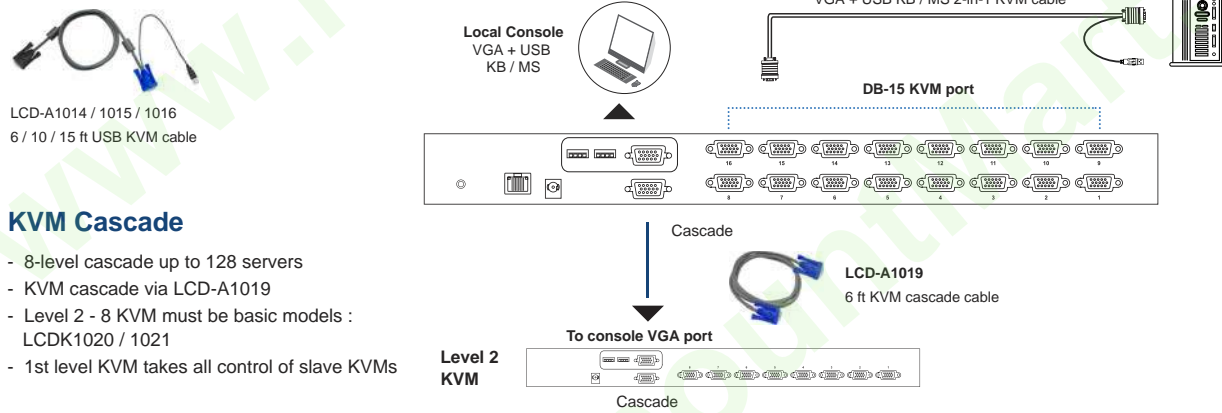 VGA + USB KB / MS 2-in-1 KVM cable
Local Console
VGA + USB
KB / MS
LCD-A1014 / 1015 / 1016
6 / 10 / 15 ft USB KVM cable
DB-15 KVM port
16 15 14 13 12 11 10 9
8 7 6 5 4 3 2 1
KVM Cascade
- 8-level cascade up to 128 servers
- KVM cascade via LCD-A1019
- Level 2 - 8 KVM must be basic models :
LCDK1020 / 1021
- 1st level KVM takes all control of slave KVMs
Cascade
LCD-A1019
6 ft KVM cascade cable
To console VGA port
Level 2
KVM
Cascade